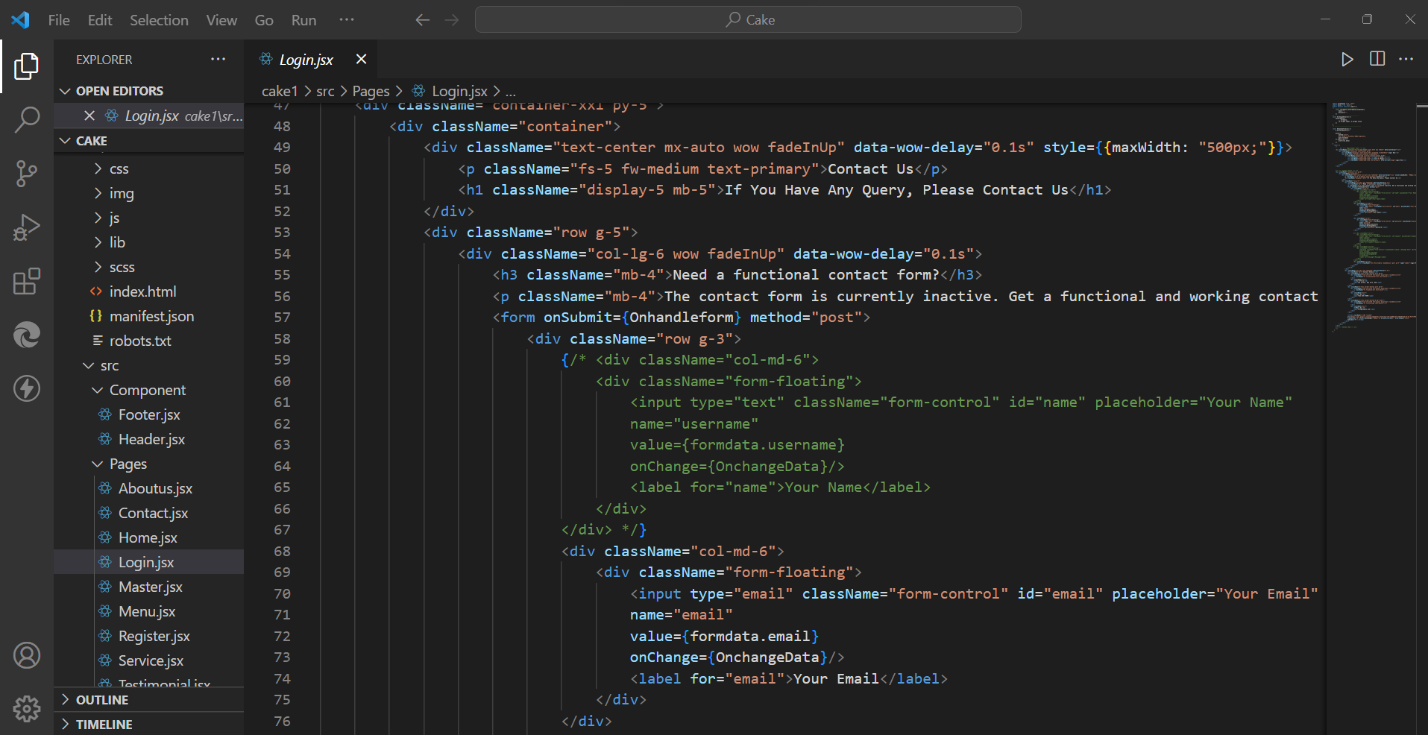 File Edit Selection View Go Run ··· ← → Cake
EXPLORER ···
OPEN EDITORS
Login.jsx cake1\sr...
CAKE
css
img
js
lib
scss
index.html
manifest.json
robots.txt
src
Component
Footer.jsx
Header.jsx
Pages
Aboutus.jsx
Contact.jsx
Home.jsx
Login.jsx
Master.jsx
Menu.jsx
Register.jsx
Service.jsx
Testimonial.jsx
OUTLINE
TIMELINE
Login.jsx
cake1 > src > Pages > Login.jsx > ...
47 <div className="container-xxl py-5">
48 <div className="container">
49 <div className="text-center mx-auto wow fadeInUp" data-wow-delay="0.1s" style={{maxWidth: "500px;"}}>
50 <p className="fs-5 fw-medium text-primary">Contact Us</p>
51 <h1 className="display-5 mb-5">If You Have Any Query, Please Contact Us</h1>
52 </div>
53 <div className="row g-5">
54 <div className="col-lg-6 wow fadeInUp" data-wow-delay="0.1s">
55 <h3 className="mb-4">Need a functional contact form?</h3>
56 <p className="mb-4">The contact form is currently inactive. Get a functional and working contact
57 <form onSubmit={Onhandleform} method="post">
58 <div className="row g-3">
59 {/* <div className="col-md-6">
60 <div className="form-floating">
61 <input type="text" className="form-control" id="name" placeholder="Your Name"
62 name="username"
63 value={formdata.username}
64 onChange={OnchangeData}/>
65 <label for="name">Your Name</label>
66 </div>
67 </div> */}
68 <div className="col-md-6">
69 <div className="form-floating">
70 <input type="email" className="form-control" id="email" placeholder="Your Email"
71 name="email"
72 value={formdata.email}
73 onChange={OnchangeData}/>
74 <label for="email">Your Email</label>
75 </div>
76 </div>